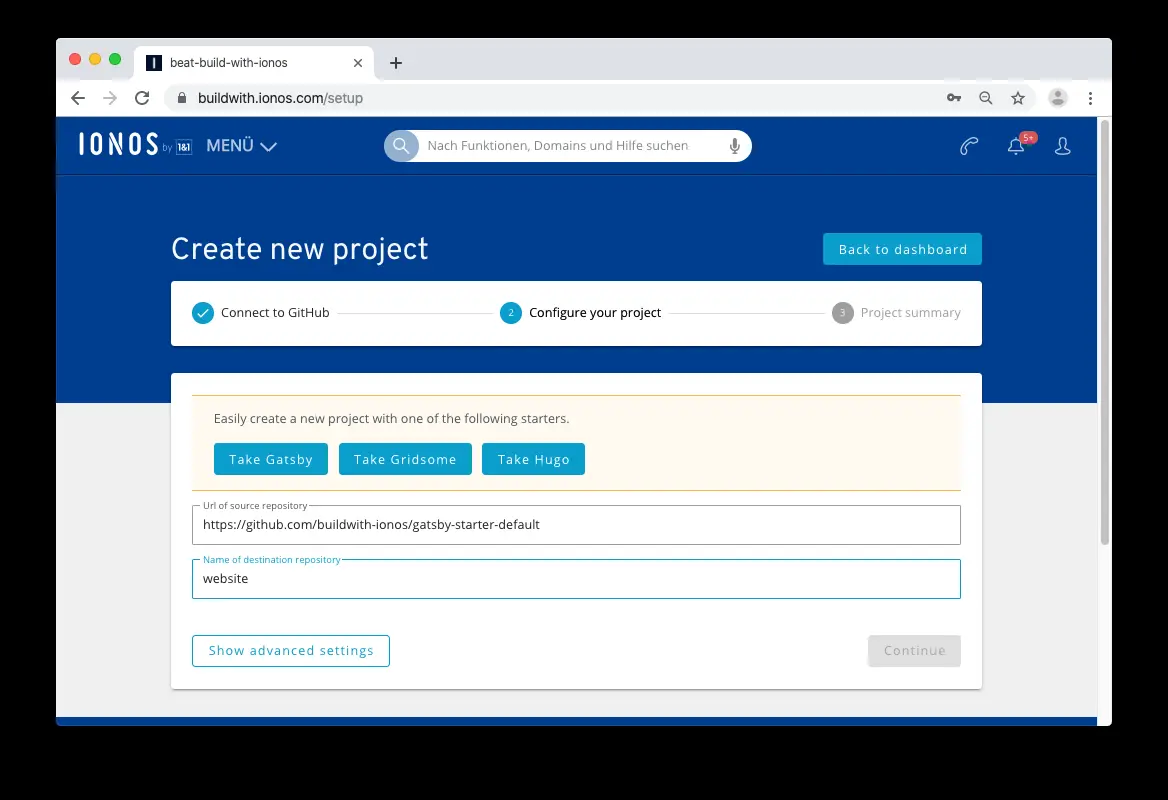 beat-build-with-ionos
buildwith.ionos.com/setup
IONOS by 1&1 MENÜ Nach Funktionen, Domains und Hilfe suchen 5+
Create new project Back to dashboard
Connect to GitHub 2 Configure your project 3 Project summary
Easily create a new project with one of the following starters.
Take Gatsby Take Gridsome Take Hugo
Url of source repository
https://github.com/buildwith-ionos/gatsby-starter-default
Name of destination repository
website
Show advanced settings Continue